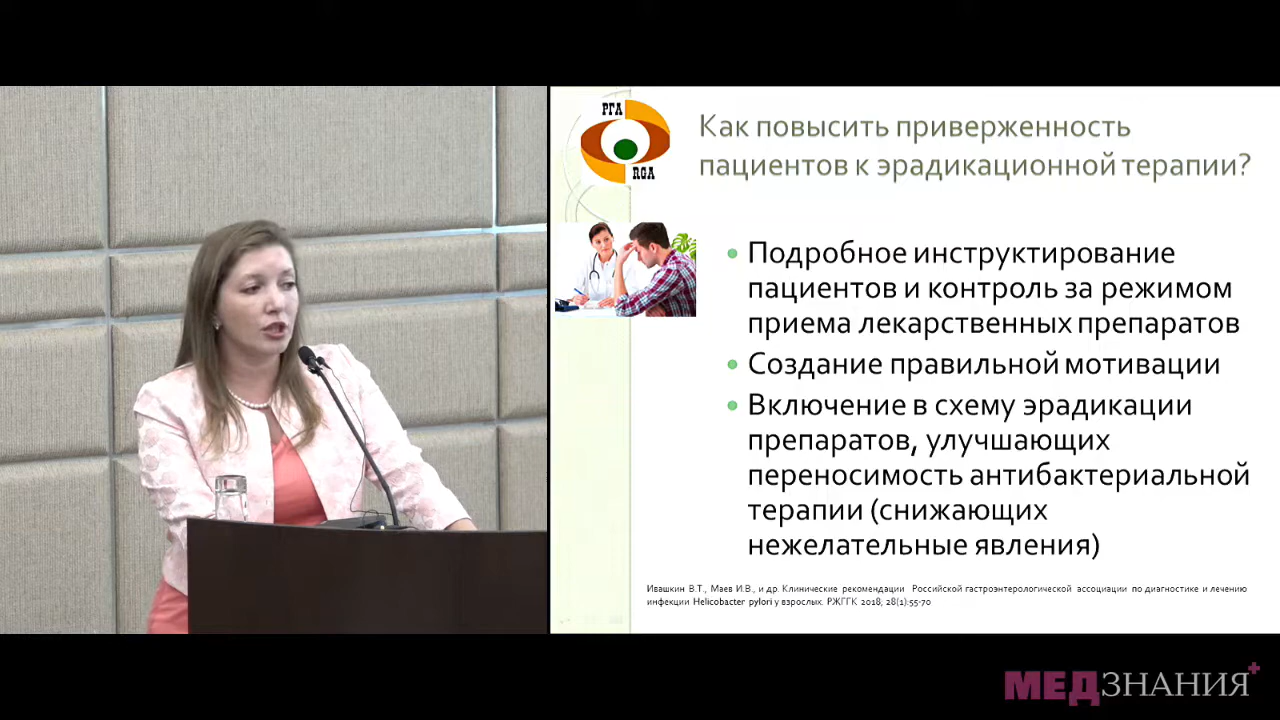 РГА
RGA
Как повысить приверженность
пациентов к эрадикационной терапии?
• Подробное инструктирование
пациентов и контроль за режимом
приема лекарственных препаратов
• Создание правильной мотивации
• Включение в схему эрадикации
препаратов, улучшающих
переносимость антибактериальной
терапии (снижающих
нежелательные явления)
Ивашкин В.Т., Маев И.В., и др. Клинические рекомендации Российской гастроэнтерологической ассоциации по диагностике и лечению
инфекции Helicobacter pylori у взрослых. РЖГГК 2018; 28(1):55-70
МЕДЗНАНИЯ+